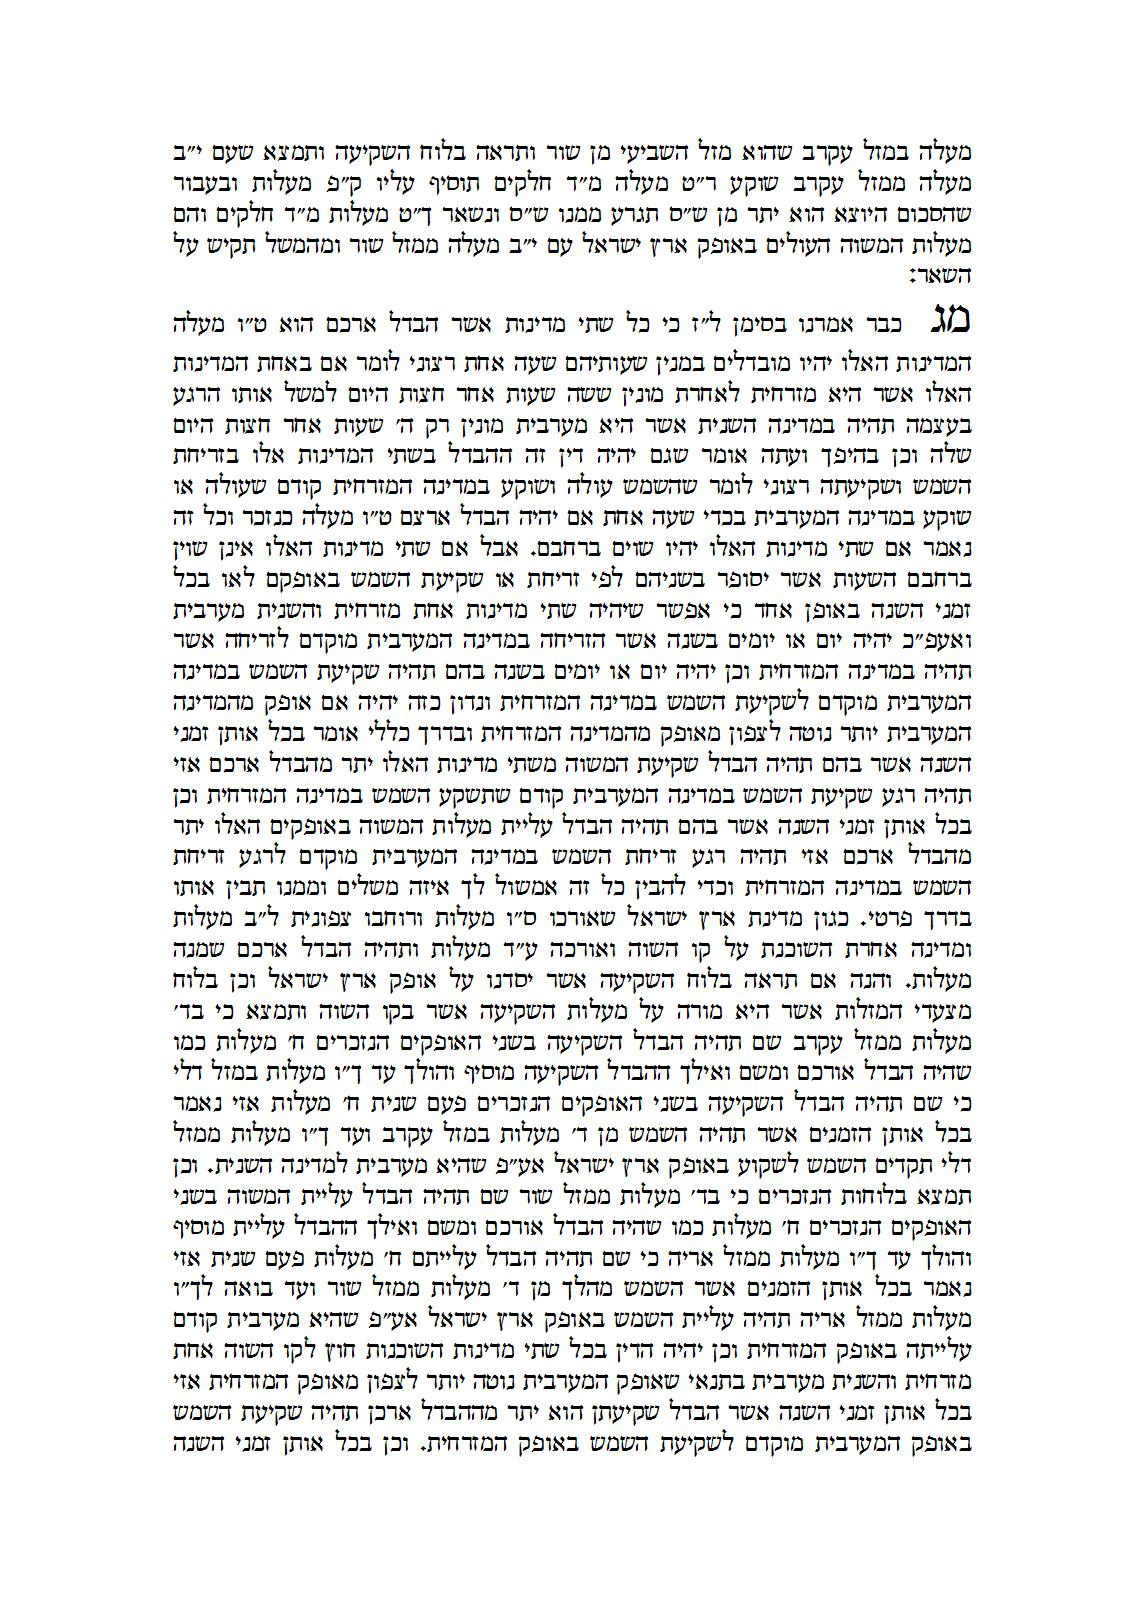 מעלה במזל עקרב שהוא מזל השביעי מן שור ותראה בלוח השקיעה ותמצא שעם י״ב
מעלה ממזל עקרב שוקע ר״ט מעלה מ״ד חלקים תוסיף עליו ק״פ מעלות ובעבור
שהסכום היוצא הוא יתר מן ש״ס תגרע ממנו ש״ס ונשאר ך״ט מעלות מ״ד חלקים והם
מעלות המשוה העולים באופק ארץ ישראל עם י״ב מעלה ממזל שור ומהמשל תקיש על
השאר:
מג כבר אמרנו בסימן ל״ז כי כל שתי מדינות אשר הבדל ארכם הוא ט״ו מעלה
המדינות האלו יהיו מובדלים במנין שעותיהם שעה אחת רצוני לומר אם באחת המדינות
האלו אשר היא מזרחית לאחרת מונין ששה שעות אחר חצות היום למשל אותו הרגע
בעצמה תהיה במדינה השנית אשר היא מערבית מונין רק ה׳ שעות אחר חצות היום
שלה וכן בהיפך ועתה אומר שגם יהיה דין זה ההבדל בשתי המדינות אלו בזריחת
השמש ושקיעתה רצוני לומר שהשמש עולה ושוקע במדינה המזרחית קודם שעולה או
שוקע במדינה המערבית בכדי שעה אחת אם יהיה הבדל ארצם ט״ו מעלה כנזכר וכל זה
נאמר אם שתי מדינות האלו יהיו שוים ברחבם. אבל אם שתי מדינות האלו אינן שוין
ברחבם השעות אשר יסופר בשניהם לפי זריחת או שקיעת השמש באופקם לאו בכל
זמני השנה באופן אחד כי אפשר שיהיה שתי מדינות אחת מזרחית והשנית מערבית
ואעפ״כ יהיה יום או יומים בשנה אשר הזריחה במדינה המערבית מוקדם לזריחה אשר
תהיה במדינה המזרחית וכן יהיה יום או יומים בשנה בהם תהיה שקיעת השמש במדינה
המערבית מוקדם לשקיעת השמש במדינה המזרחית ונדון כזה יהיה אם אופק מהמדינה
המערבית יותר נוטה לצפון מאופק מהמדינה המזרחית ובדרך כללי אומר בכל אותן זמני
השנה אשר בהם תהיה הבדל שקיעת המשוה משתי מדינות האלו יתר מהבדל ארכם אזי
תהיה רגע שקיעת השמש במדינה המערבית קודם שתשקע השמש במדינה המזרחית וכן
בכל אותן זמני השנה אשר בהם תהיה הבדל עליית מעלות המשוה באופקים האלו יתר
מהבדל ארכם אזי תהיה רגע זריחת השמש במדינה המערבית מוקדם לרגע זריחת
השמש במדינה המזרחית וכדי להבין כל זה אמשול לך איזה משלים וממנו תבין אותו
בדרך פרטי. כגון מדינת ארץ ישראל שאורכו ס״ו מעלות ורוחבו צפונית ל״ב מעלות
ומדינה אחרת השוכנת על קו השוה ואורכה ע״ד מעלות ותהיה הבדל ארכם שמנה
מעלות. והנה אם תראה בלוח השקיעה אשר יסדנו על אופק ארץ ישראל וכן בלוח
מצעדי המזלות אשר היא מורה על מעלות השקיעה אשר בקו השוה ותמצא כי בד׳
מעלות ממזל עקרב שם תהיה הבדל השקיעה בשני האופקים הנזכרים ח׳ מעלות כמו
שהיה הבדל אורכם ומשם ואילך ההבדל השקיעה מוסיף והולך עד ך״ו מעלות במזל דלי
כי שם תהיה הבדל השקיעה בשני האופקים הנזכרים פעם שנית ח׳ מעלות אזי נאמר
בכל אותן הזמנים אשר תהיה השמש מן ד׳ מעלות במזל עקרב ועד ך״ו מעלות ממזל
דלי תקדים השמש לשקוע באופק ארץ ישראל אע״פ שהיא מערבית למדינה השנית. וכן
תמצא בלוחות הנזכרים כי בד׳ מעלות ממזל שור שם תהיה הבדל עליית המשוה בשני
האופקים הנזכרים ח׳ מעלות כמו שהיה הבדל אורכם ומשם ואילך ההבדל עליית מוסיף
והולך עד ך״ו מעלות ממזל אריה כי שם תהיה הבדל עלייתם ח׳ מעלות פעם שנית אזי
נאמר בכל אותן הזמנים אשר השמש מהלך מן ד׳ מעלות ממזל שור ועד בואה לך״ו
מעלות ממזל אריה תהיה עליית השמש באופק ארץ ישראל אע״פ שהיא מערבית קודם
עלייתה באופק המזרחית וכן יהיה הדין בכל שתי מדינות השוכנות חוץ לקו השוה אחת
מזרחית והשנית מערבית בתנאי שאופק המערבית נוטה יותר לצפון מאופק המזרחית אזי
בכל אותן זמני השנה אשר הבדל שקיעתן הוא יתר מההבדל ארכן תהיה שקיעת השמש
באופק המערבית מוקדם לשקיעת השמש באופק המזרחית. וכן בכל אותן זמני השנה